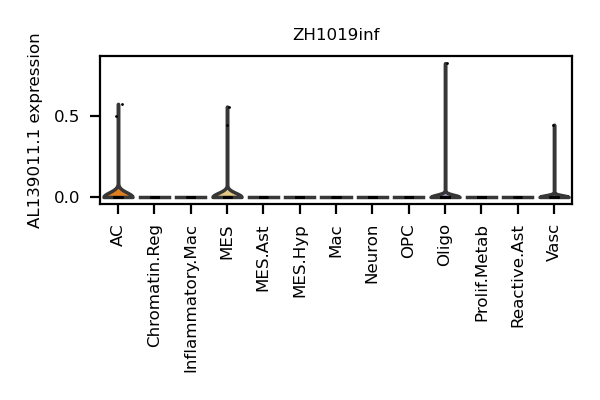 ZH1019inf
AL139011.1 expression
0.5
0.0
AC
Chromatin.Reg
Inflammatory.Mac
MES
MES.Ast
MES.Hyp
Mac
Neuron
OPC
Oligo
Prolif.Metab
Reactive.Ast
Vasc